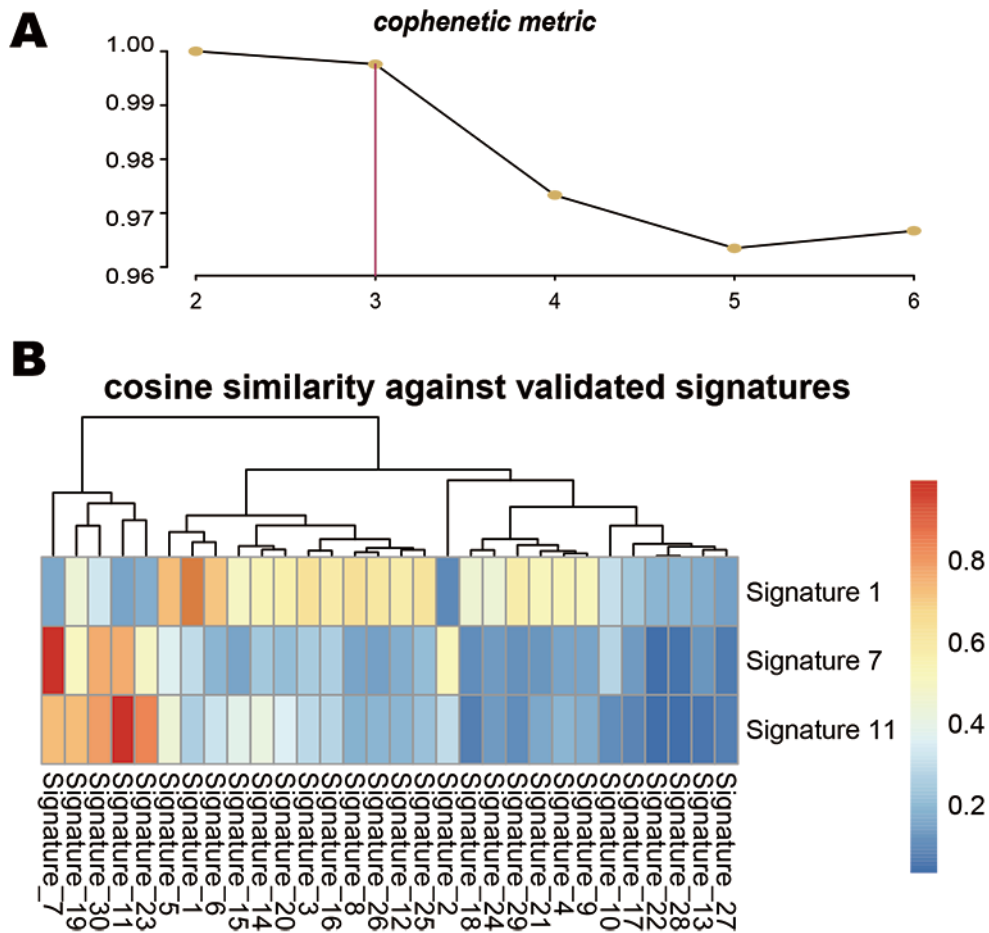 A
cophenetic metric
1.00
0.99
0.98
0.97
0.96
2 3 4 5 6
B
cosine similarity against validated signatures
Signature 1
Signature 7
Signature 11
0.8
0.6
0.4
0.2
Signature_7
Signature_19
Signature_30
Signature_11
Signature_23
Signature_5
Signature_1
Signature_6
Signature_15
Signature_14
Signature_20
Signature_3
Signature_16
Signature_8
Signature_26
Signature_12
Signature_25
Signature_2
Signature_18
Signature_24
Signature_29
Signature_21
Signature_4
Signature_9
Signature_10
Signature_17
Signature_22
Signature_28
Signature_13
Signature_27